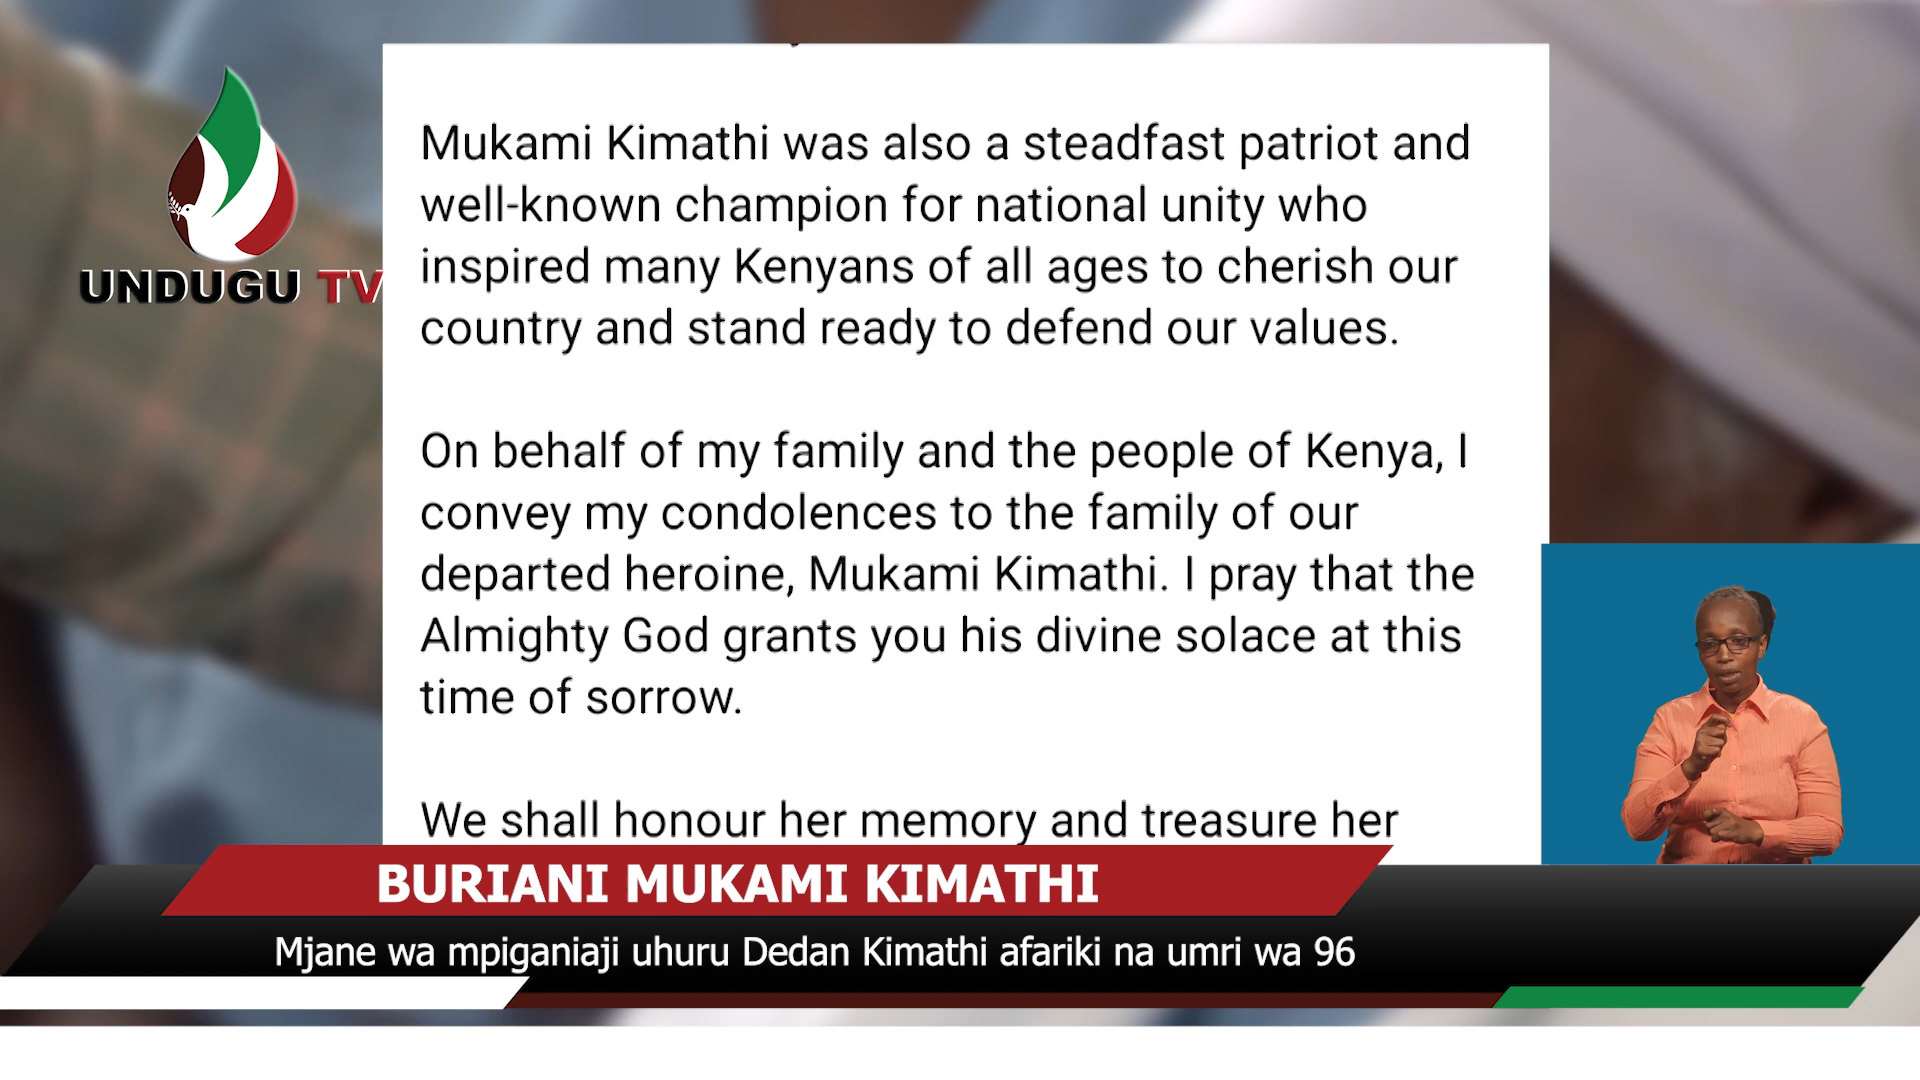 UNDUGU TV
Mukami Kimathi was also a steadfast patriot and
well-known champion for national unity who
inspired many Kenyans of all ages to cherish our
country and stand ready to defend our values.
On behalf of my family and the people of Kenya, I
convey my condolences to the family of our
departed heroine, Mukami Kimathi. I pray that the
Almighty God grants you his divine solace at this
time of sorrow.
We shall honour her memory and treasure her
BURIANI MUKAMI KIMATHI
Mjane wa mpiganiaji uhuru Dedan Kimathi afariki na umri wa 96